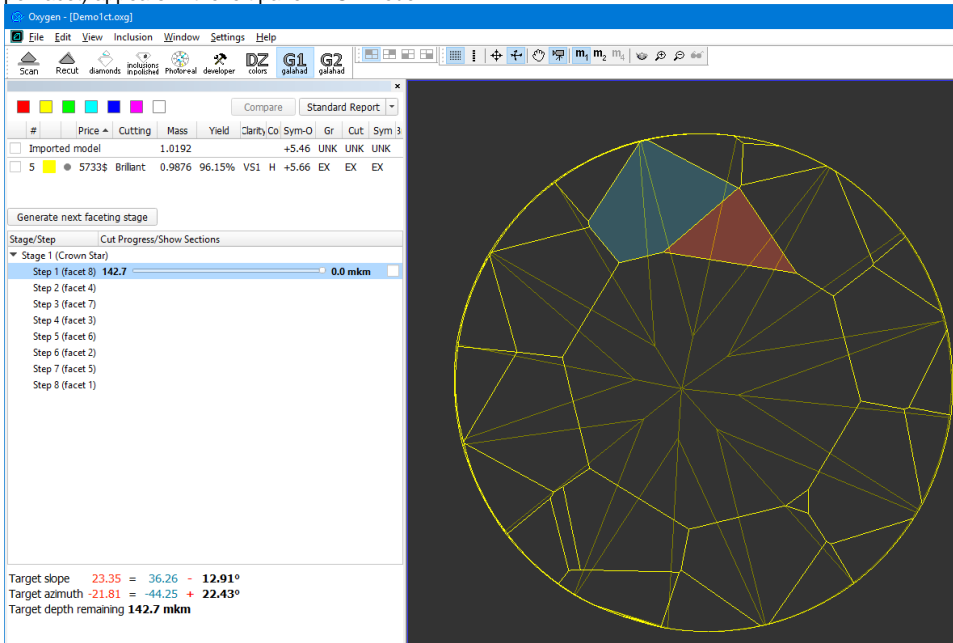 Oxygen - [Demo1ct.oxg]
File Edit View Inclusion Window Settings Help
DZ G1 G2 m1 m2 m4
Scan Recut diamonds inclusions inpolished Photoreal developer colors galahad galahad
x
Compare Standard Report
# Price Cutting Mass Yield Clarity Co Sym-O Gr Cut Sym
Imported model 1.0192 +5.46 UNK UNK UNK
5 5733$ Brilliant 0.9876 96.15% VS1 H +5.66 EX EX EX
Generate next faceting stage
Stage/Step Cut Progress/Show Sections
Stage 1 (Crown Star)
Step 1 (facet 8) 142.7 0.0 mkm
Step 2 (facet 4)
Step 3 (facet 7)
Step 4 (facet 3)
Step 5 (facet 6)
Step 6 (facet 2)
Step 7 (facet 5)
Step 8 (facet 1)
Target slope 23.35 = 36.26 - 12.91º
Target azimuth -21.81 = -44.25 + 22.43º
Target depth remaining 142.7 mkm